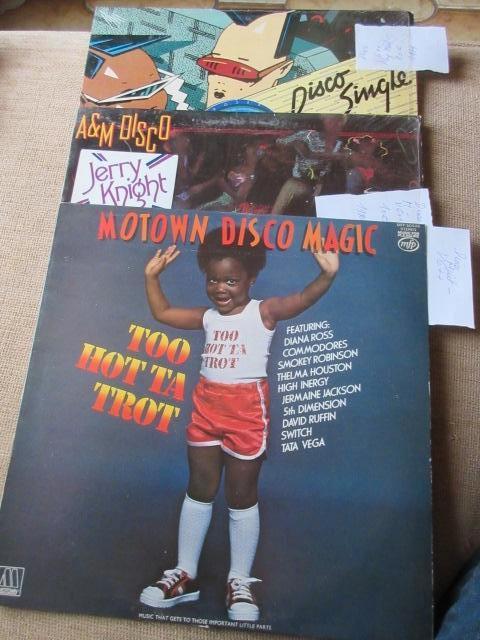 Disco Single
A&M DISCO
Jerry
Knight
MOTOWN DISCO MAGIC
mfp
TOO
HOT TA
TROT
TOO
HOT TA
TROT
FEATURING:
DIANA ROSS
COMMODORES
SMOKEY ROBINSON
THELMA HOUSTON
HIGH INERGY
JERMAINE JACKSON
5th DIMENSION
DAVID RUFFIN
SWITCH
TATA VEGA
M
MUSIC THAT GETS TO THOSE IMPORTANT LITTLE PARTS